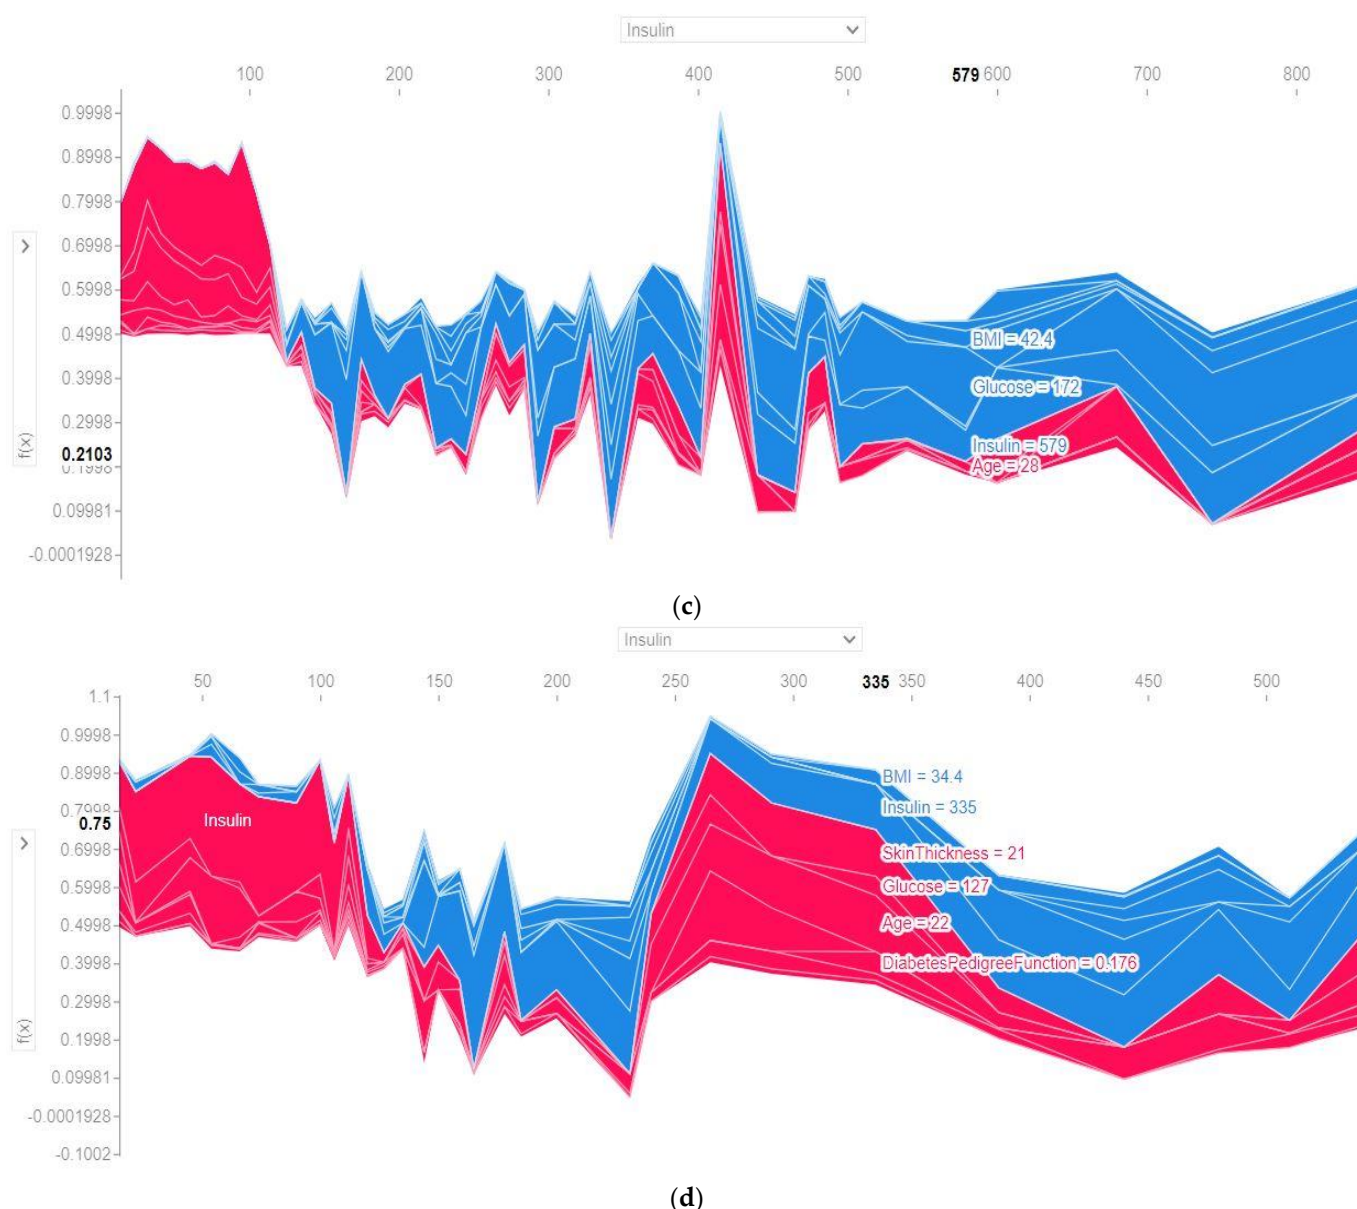 Insulin
100 200 300 400 500 579 600 700 800
0.9998
0.8998
0.7998
0.6998
0.5998
0.4998
0.3998
0.2998
0.2103
0.1998
0.09981
-0.0001928
f(x)
BMI = 42.4
Glucose = 172
Insulin = 579
Age = 28
(c)
Insulin
50 100 150 200 250 300 335 350 400 450 500
1.1
0.9998
0.8998
0.7998
0.75
0.6998
0.5998
0.4998
0.3998
0.2998
0.1998
0.09981
-0.0001928
-0.1002
f(x)
Insulin
BMI = 34.4
Insulin = 335
SkinThickness = 21
Glucose = 127
Age = 22
DiabetesPedigreeFunction = 0.176
(d)